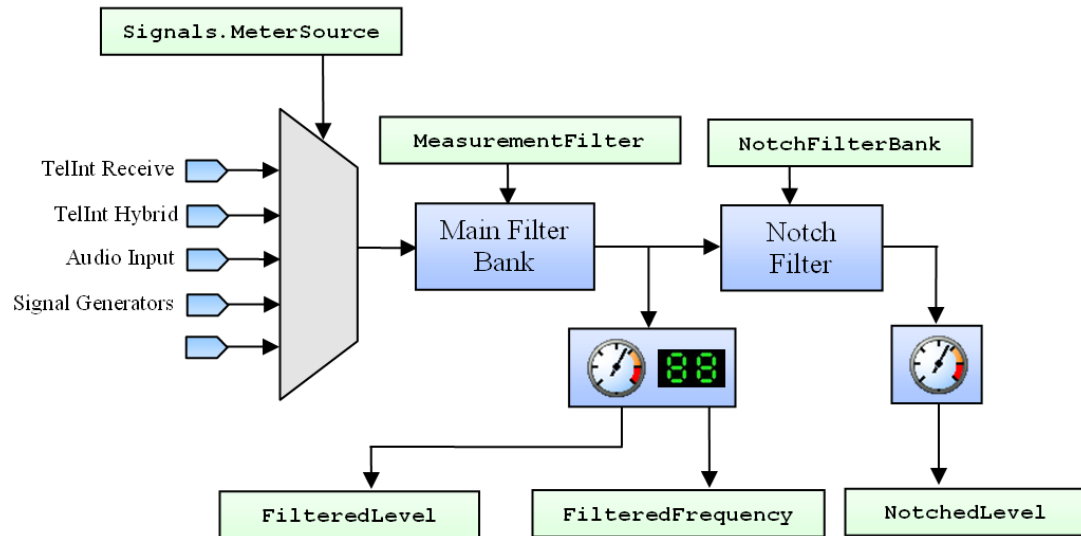 Signals.MeterSource
MeasurementFilter
NotchFilterBank
TelInt Receive
TelInt Hybrid
Audio Input
Signal Generators
Main Filter
Bank
Notch
Filter
88
FilteredLevel
FilteredFrequency
NotchedLevel